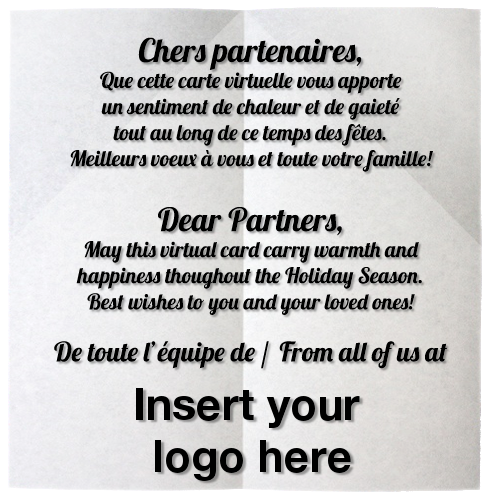 Chers partenaires,
Que cette carte virtuelle vous apporte
un sentiment de chaleur et de gaieté
tout au long de ce temps des fêtes.
Meilleurs voeux à vous et toute votre famille!
Dear Partners,
May this virtual card carry warmth and
happiness thoughout the Holiday Season.
Best wishes to you and your loved ones!
De toute l'équipe de / From all of us at
Insert your
logo here